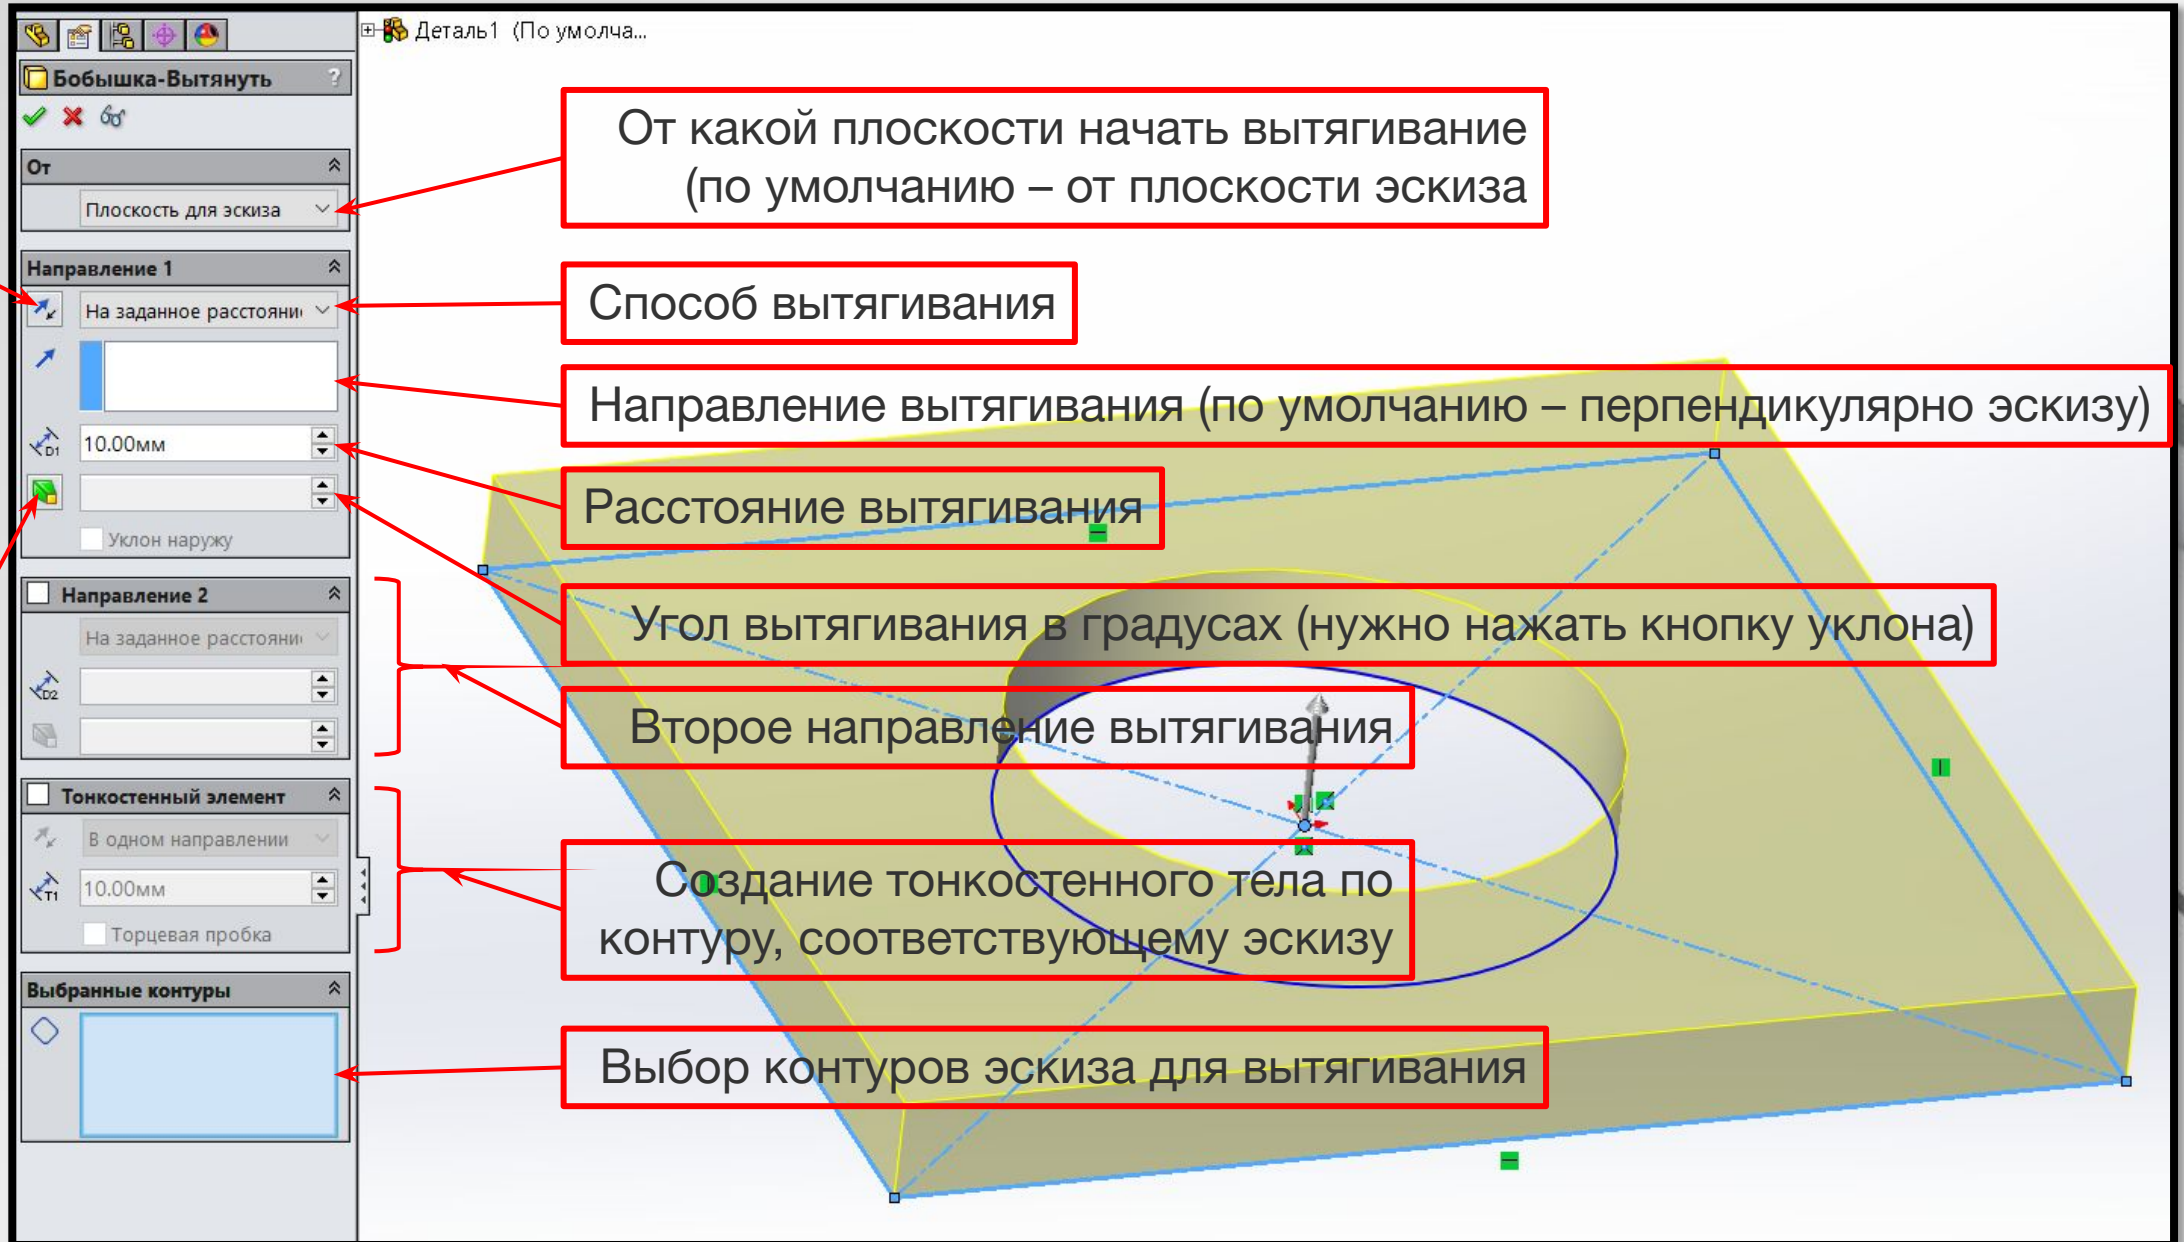 Деталь1 (По умолча...
Бобышка-Вытянуть ?
От
Плоскость для эскиза
От какой плоскости начать вытягивание
(по умолчанию – от плоскости эскиза
Направление 1
На заданное расстояни
Способ вытягивания
Направление вытягивания (по умолчанию – перпендикулярно эскизу)
D1 10.00мм
Расстояние вытягивания
Уклон наружу
Угол вытягивания в градусах (нужно нажать кнопку уклона)
Направление 2
На заданное расстояни
D2
Второе направление вытягивания
Тонкостенный элемент
В одном направлении
T1 10.00мм
Торцевая пробка
Создание тонкостенного тела по
контуру, соответствующему эскизу
Выбранные контуры
Выбор контуров эскиза для вытягивания